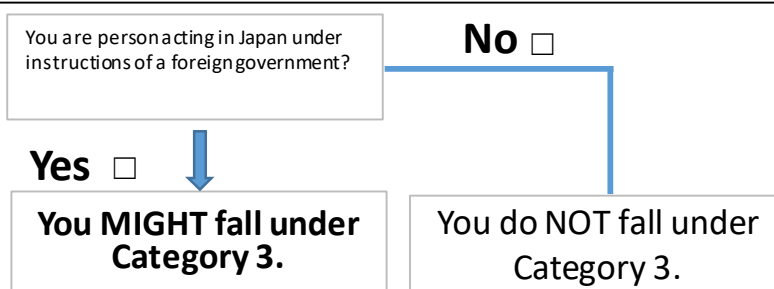 You are person acting in Japan under
instructions of a foreign government?
No □
Yes □
You MIGHT fall under
Category 3.
You do NOT fall under
Category 3.